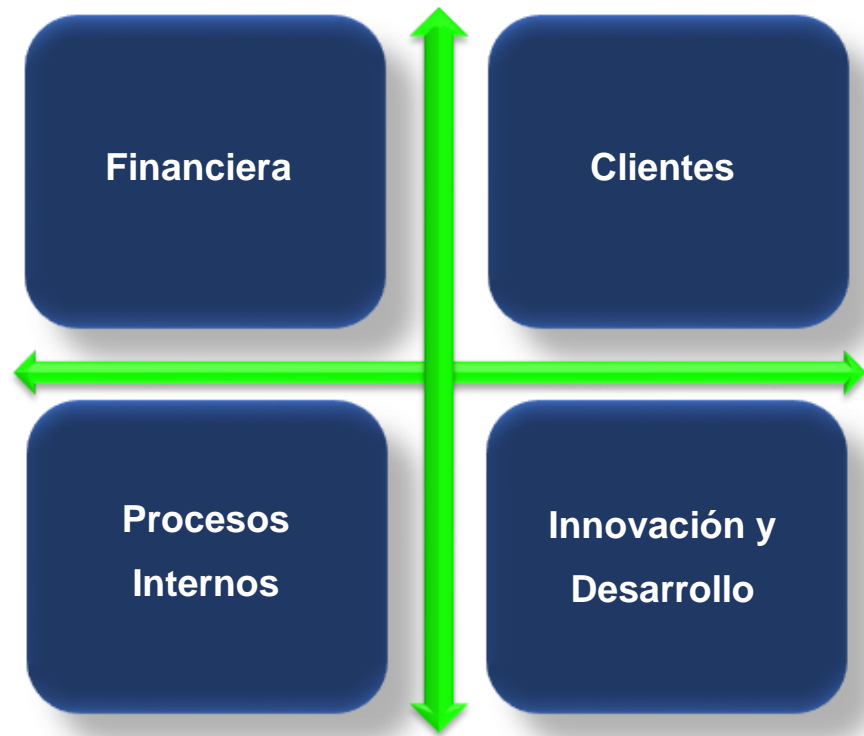 Financiera
Clientes
Procesos
Internos
Innovación y
Desarrollo